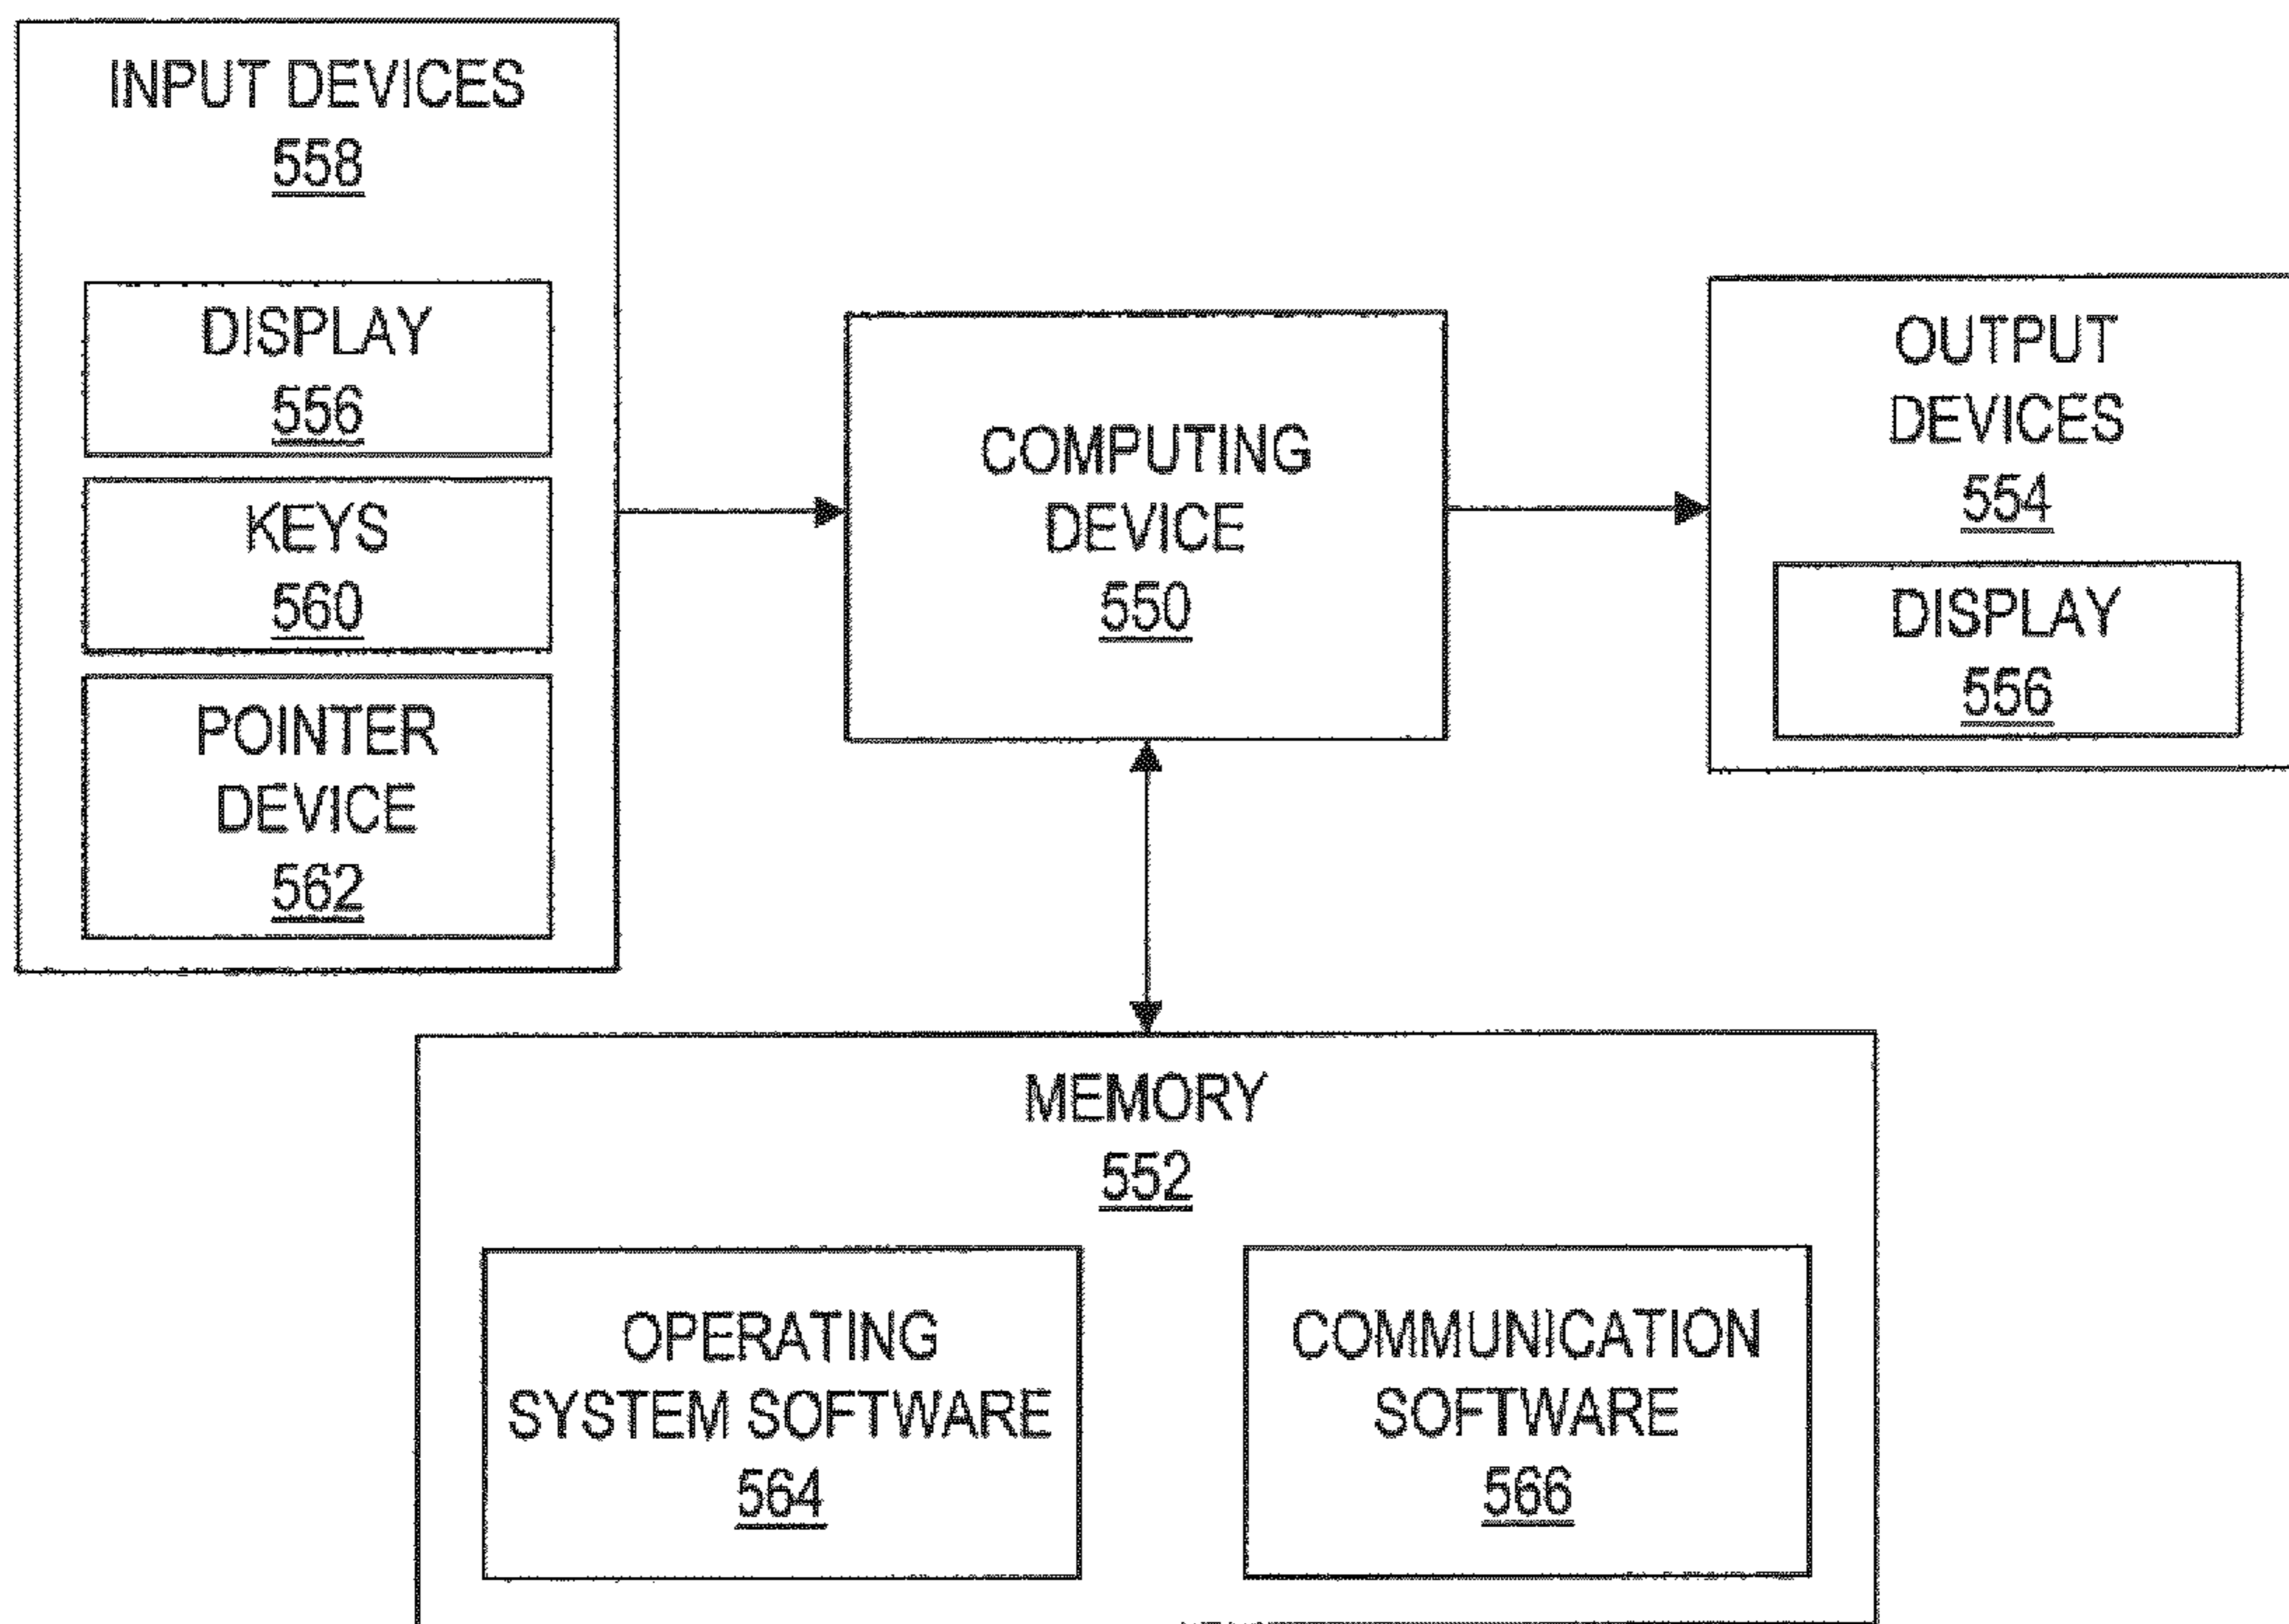 INPUT DEVICES
558
DISPLAY
556
KEYS
560
POINTER
DEVICE
562
COMPUTING
DEVICE
550
OUTPUT
DEVICES
554
DISPLAY
556
MEMORY
552
OPERATING
SYSTEM SOFTWARE
564
COMMUNICATION
SOFTWARE
566